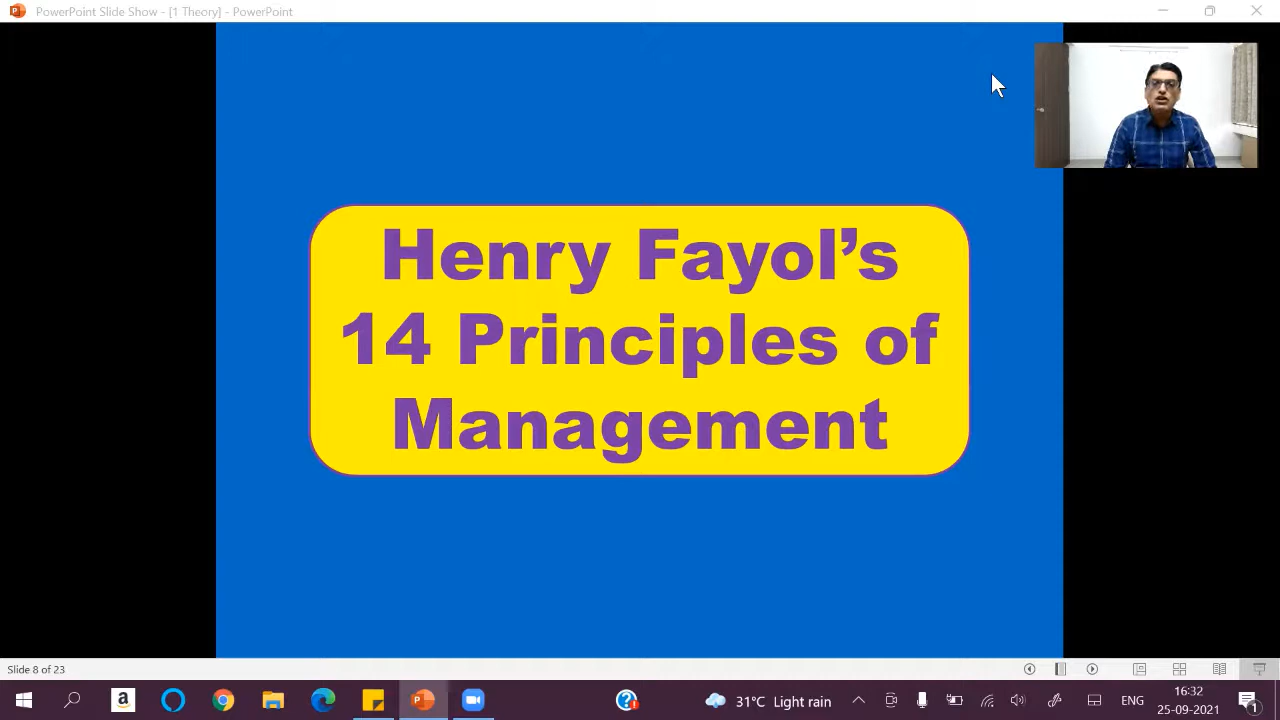 PowerPoint Slide Show - [1 Theory] - PowerPoint
Henry Fayol’s
14 Principles of
Management
Slide 8 of 23
31°C Light rain
ENG
16:32
25-09-2021
1